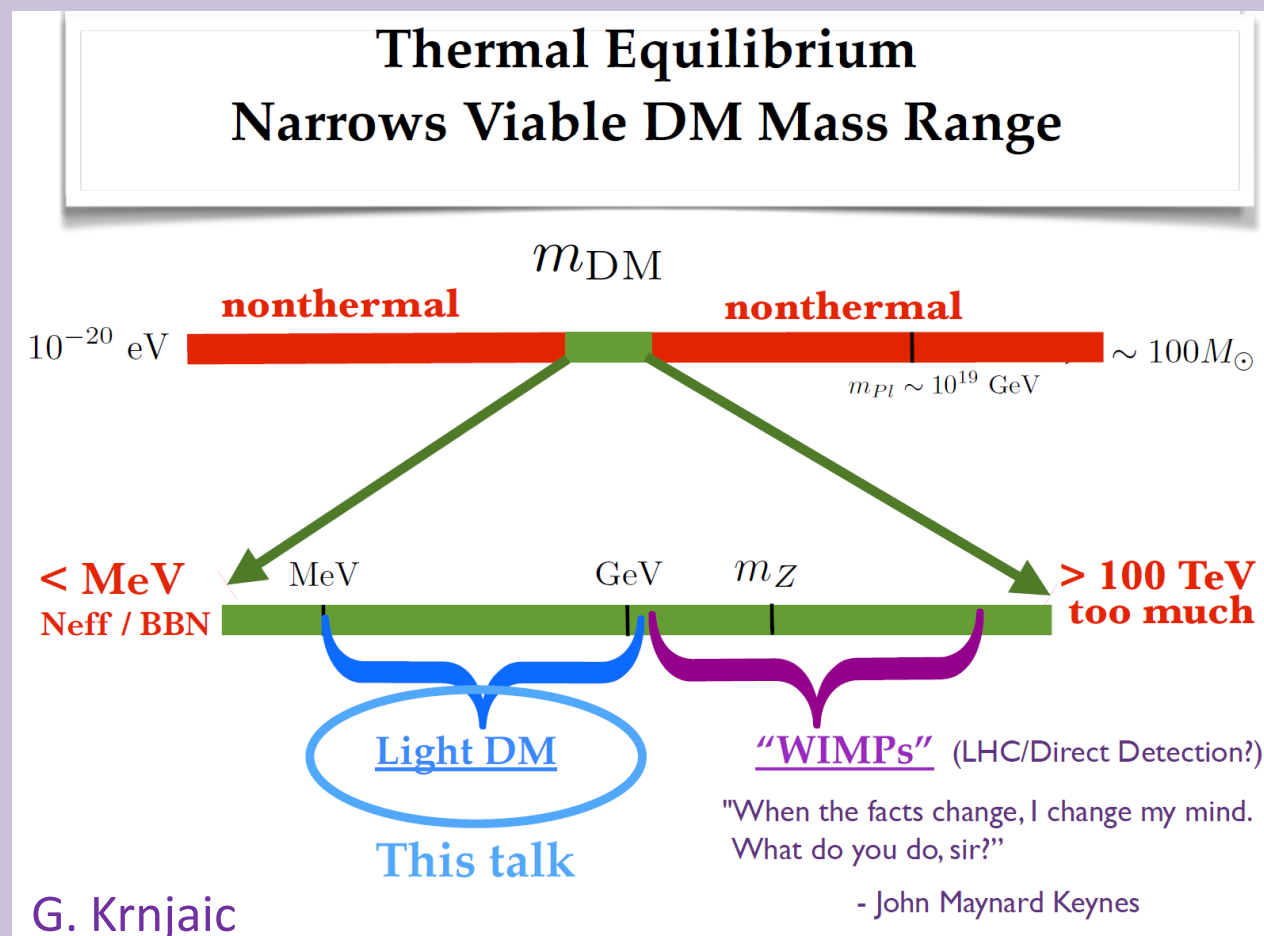 Thermal Equilibrium
Narrows Viable DM Mass Range
m_DM
nonthermal
nonthermal
10^−20 eV
∼ 100M_⊙
m_Pl ∼ 10^19 GeV
< MeV
Neff / BBN
MeV
GeV
m_Z
> 100 TeV
too much
Light DM
This talk
“WIMPs” (LHC/Direct Detection?)
"When the facts change, I change my mind.
What do you do, sir?”
- John Maynard Keynes
G. Krnjaic